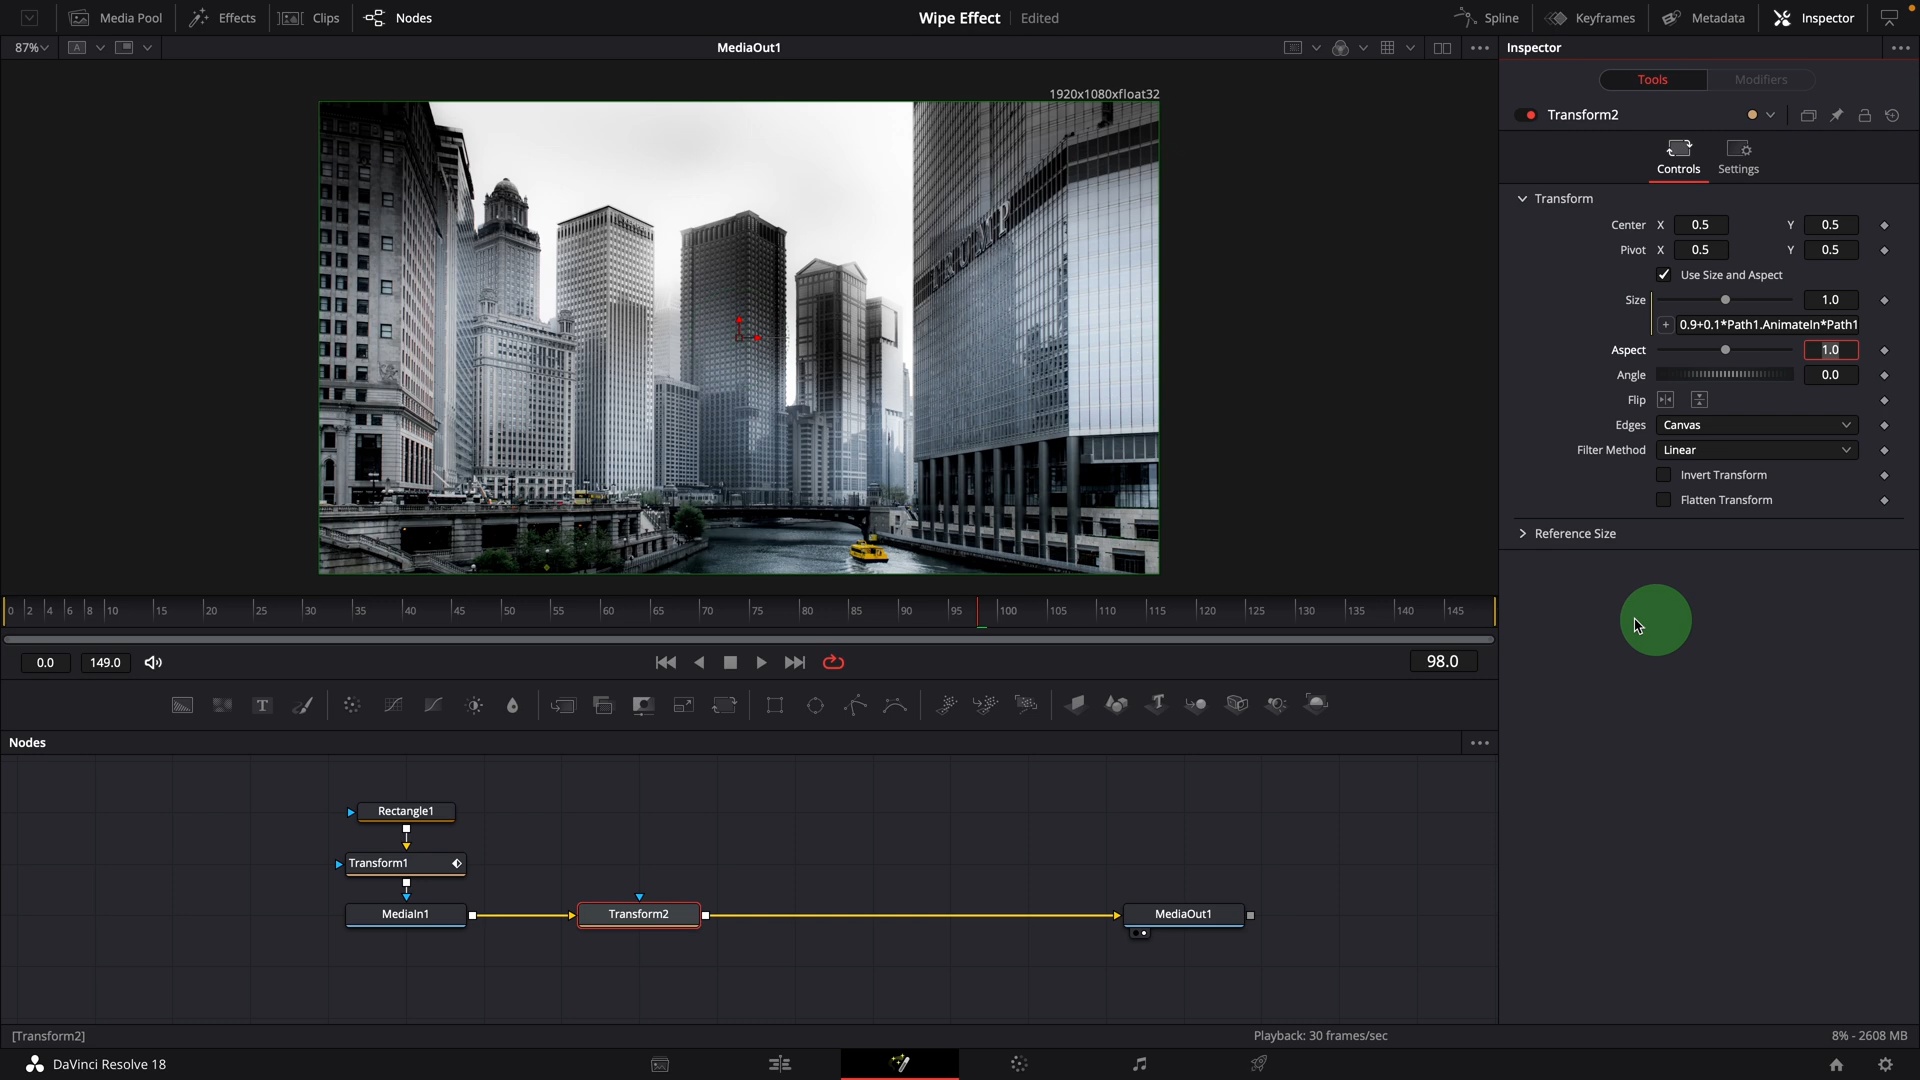 Media Pool
Effects
Clips
Nodes
Wipe Effect
Edited
Spline
Keyframes
Metadata
Inspector
87%
A
MediaOut1
Inspector
1920x1080xfloat32
Tools
Modifiers
Transform2
Controls
Settings
Transform
Center X 0.5 Y 0.5
Pivot X 0.5 Y 0.5
Use Size and Aspect
Size 1.0
+ 0.9+0.1*Path1.AnimateIn*Path1
Aspect 1.0
Angle 0.0
Flip
Edges Canvas
Filter Method Linear
Invert Transform
Flatten Transform
Reference Size
TRUMP
0 2 4 6 8 10 15 20 25 30 35 40 45 50 55 60 65 70 75 80 85 90 95 100 105 110 115 120 125 130 135 140 145
0.0
149.0
98.0
T
T
Nodes
Rectangle1
Transform1
MediaIn1
Transform2
MediaOut1
[Transform2]
Playback: 30 frames/sec
8% - 2608 MB
DaVinci Resolve 18